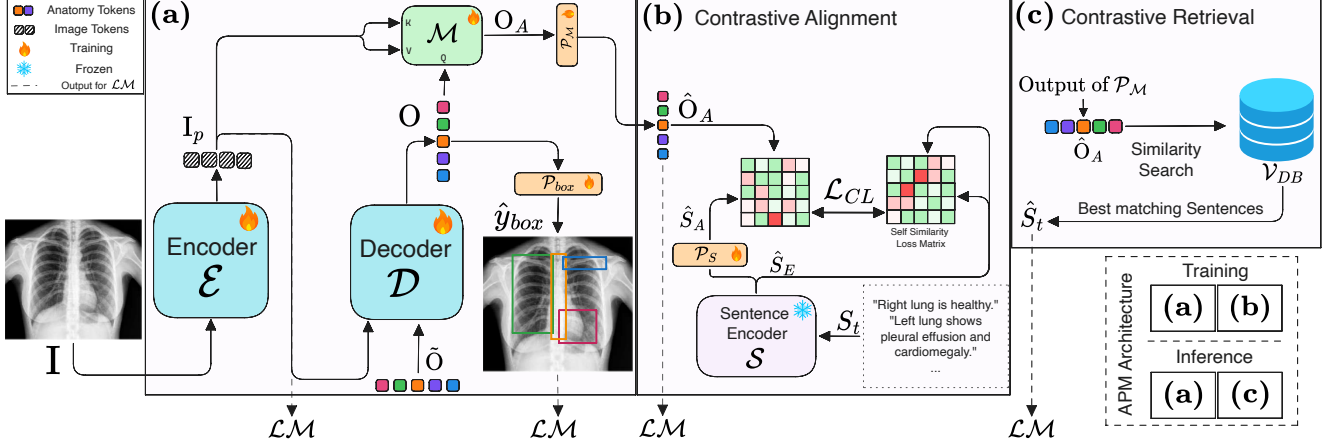 Anatomy Tokens
Image Tokens
Training
Frozen
Output for ℒℳ
(a)
K
V
ℳ
Q
O_A
𝒫_ℳ
I_p
O
𝒫_box
ŷ_box
Encoder
ℰ
Decoder
𝒟
I
Õ
ℒℳ
ℒℳ
(b) Contrastive Alignment
Ô_A
ℒ_CL
Self Similarity
Loss Matrix
Ŝ_A
𝒫_S
Ŝ_E
Sentence
Encoder
𝒮
S_t
"Right lung is healthy."
"Left lung shows
pleural effusion and
cardiomegaly."
...
ℒℳ
(c) Contrastive Retrieval
Output of 𝒫_ℳ
Ô_A
Similarity
Search
𝒱_DB
Best matching Sentences
Ŝ_t
ℒℳ
APM Architecture
Training
(a) (b)
Inference
(a) (c)